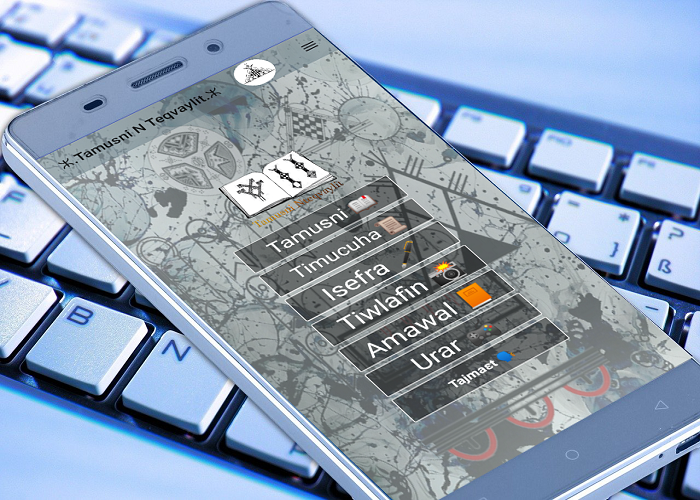 ⵣ.Tamusni N Teqvaylit.ⵣ
Tamusni
Timucuha
Isefra
Tiwlafin
Amawal
Urar
Tajmaet
F
B
N
ß